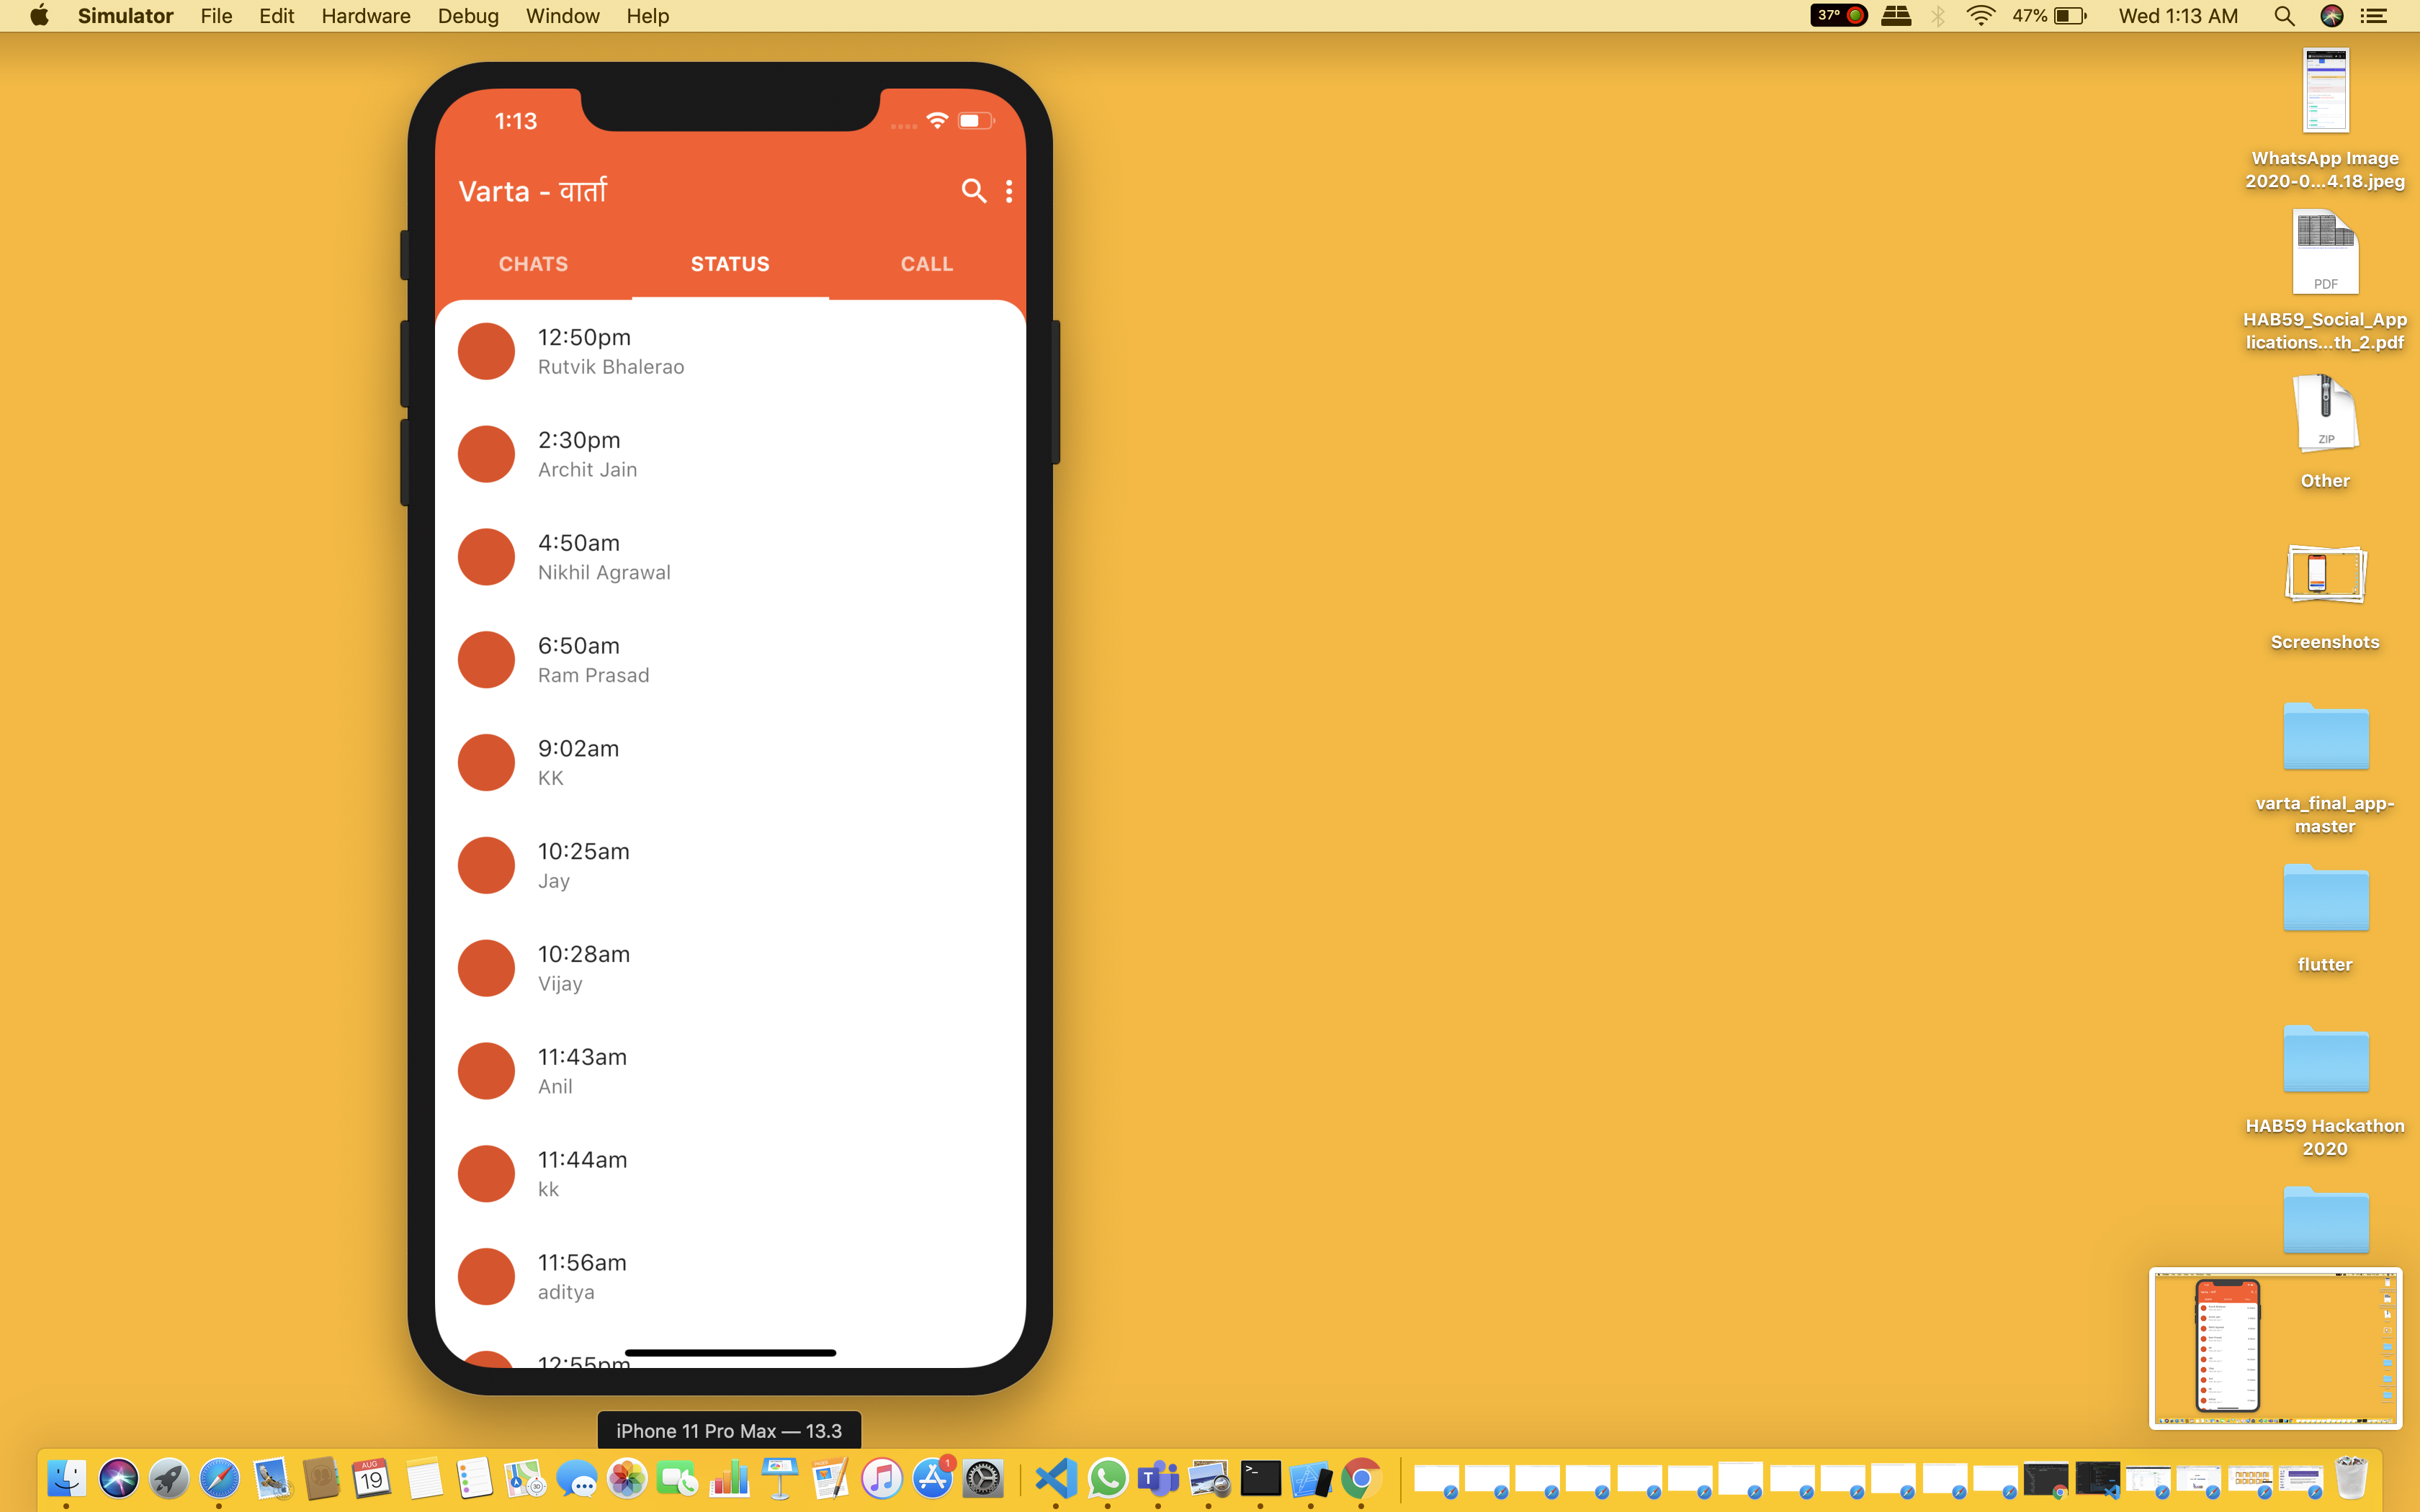 Simulator File Edit Hardware Debug Window Help 37° 47% Wed 1:13 AM
1:13
Varta - वार्ता
CHATS STATUS CALL
12:50pm
Rutvik Bhalerao
2:30pm
Archit Jain
4:50am
Nikhil Agrawal
6:50am
Ram Prasad
9:02am
KK
10:25am
Jay
10:28am
Vijay
11:43am
Anil
11:44am
kk
11:56am
aditya
12:55pm
iPhone 11 Pro Max — 13.3
WhatsApp Image
2020-0...4.18.jpeg
PDF
HAB59_Social_App
lications...th_2.pdf
ZIP
Other
Screenshots
varta_final_app-
master
flutter
HAB59 Hackathon
2020
AUG
19
3D
1
T
>_